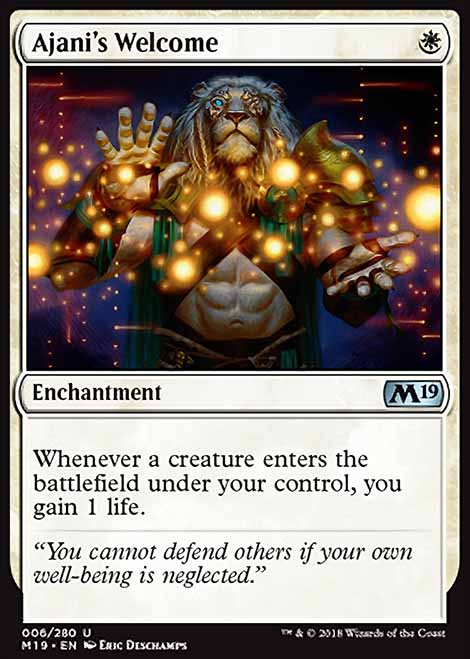 Ajani's Welcome
Enchantment
M19
Whenever a creature enters the
battlefield under your control, you
gain 1 life.
“You cannot defend others if your own
well-being is neglected.”
006/280 U
M19 • EN Eric Deschamps
™ & © 2018 Wizards of the Coast